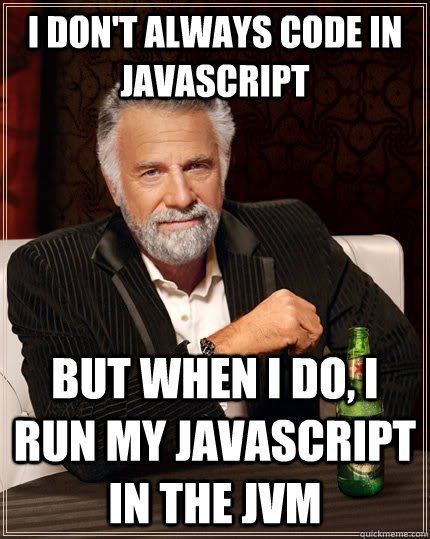 I DON'T ALWAYS CODE IN
JAVASCRIPT
BUT WHEN I DO, I
RUN MY JAVASCRIPT
IN THE JVM
quickmeme.com